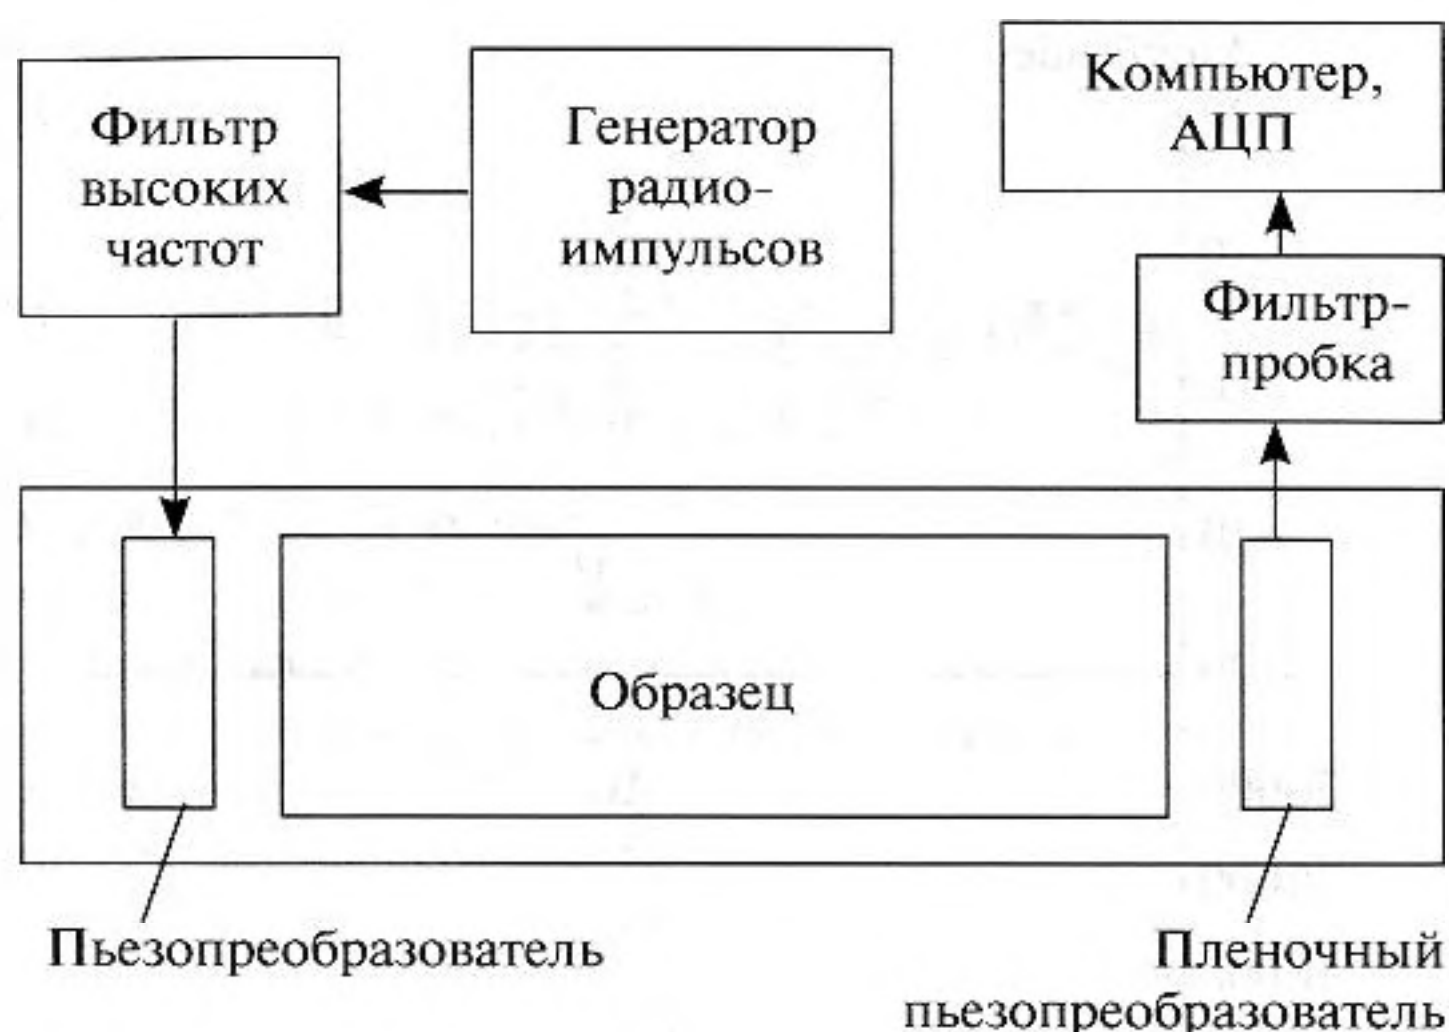 Фильтр
высоких
частот
Генератор
радио-
импульсов
Компьютер,
АЦП
Фильтр-
пробка
Образец
Пьезопреобразователь
Пленочный
пьезопреобразователь